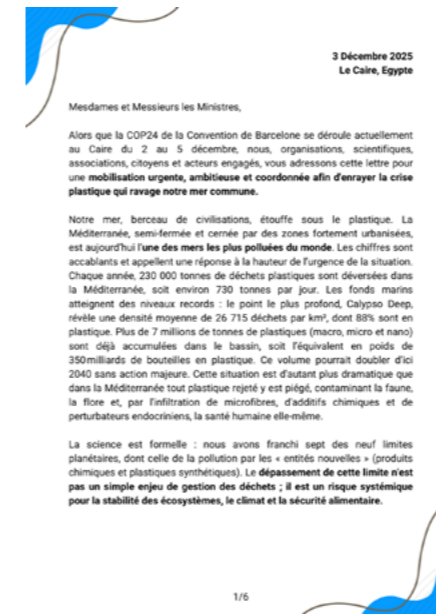 3 Décembre 2025
Le Caire, Egypte
Mesdames et Messieurs les Ministres,
Alors que la COP24 de la Convention de Barcelone se déroule actuellement
au Caire du 2 au 5 décembre, nous, organisations, scientifiques,
associations, citoyens et acteurs engagés, vous adressons cette lettre pour
une mobilisation urgente, ambitieuse et coordonnée afin d'enrayer la crise
plastique qui ravage notre mer commune.
Notre mer, berceau de civilisations, étouffe sous le plastique. La
Méditerranée, semi-fermée et cernée par des zones fortement urbanisées,
est aujourd'hui l'une des mers les plus polluées du monde. Les chiffres sont
accablants et appellent une réponse à la hauteur de l'urgence de la situation.
Chaque année, 230 000 tonnes de déchets plastiques sont déversées dans
la Méditerranée, soit environ 730 tonnes par jour. Les fonds marins
atteignent des niveaux records : le point le plus profond, Calypso Deep,
révèle une densité moyenne de 26 715 déchets par km², dont 88% sont en
plastique. Plus de 7 millions de tonnes de plastiques (macro, micro et nano)
sont déjà accumulées dans le bassin, soit l'équivalent en poids de
350milliards de bouteilles en plastique. Ce volume pourrait doubler d'ici
2040 sans action majeure. Cette situation est d'autant plus dramatique que
dans la Méditerranée tout plastique rejeté y est piégé, contaminant la faune,
la flore et, par l'infiltration de microfibres, d'additifs chimiques et de
perturbateurs endocriniens, la santé humaine elle-même.
La science est formelle : nous avons franchi sept des neuf limites
planétaires, dont celle de la pollution par les « entités nouvelles » (produits
chimiques et plastiques synthétiques). Le dépassement de cette limite n'est
pas un simple enjeu de gestion des déchets ; il est un risque systémique
pour la stabilité des écosystèmes, le climat et la sécurité alimentaire.
1/6